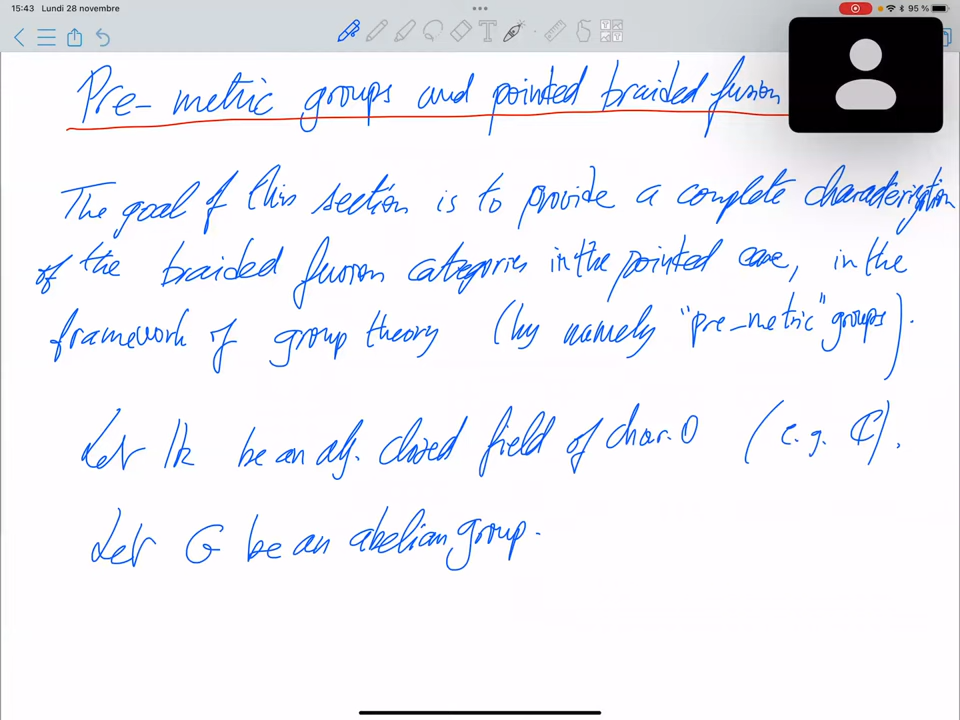 15:43 Lundi 28 novembre
95 %
Pre-metric groups and pointed braided fusion
The goal of this section is to provide a complete characterization
of the braided fusion categories in the pointed case, in the
framework of group theory (by namely "pre-metric" groups).
Let lk be an alg. closed field of char. 0 (e.g. ℂ).
Let G be an abelian group.